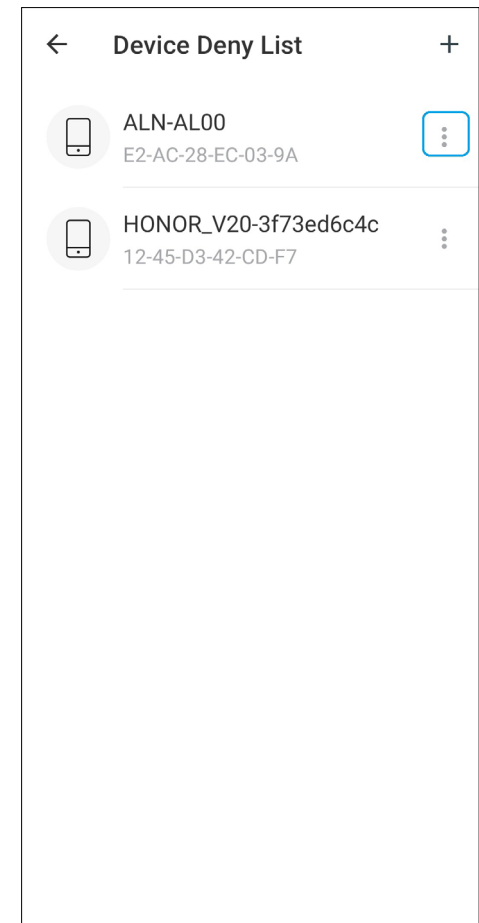 Device Deny List
ALN-AL00
E2-AC-28-EC-03-9A
HONOR_V20-3f73ed6c4c
12-45-D3-42-CD-F7